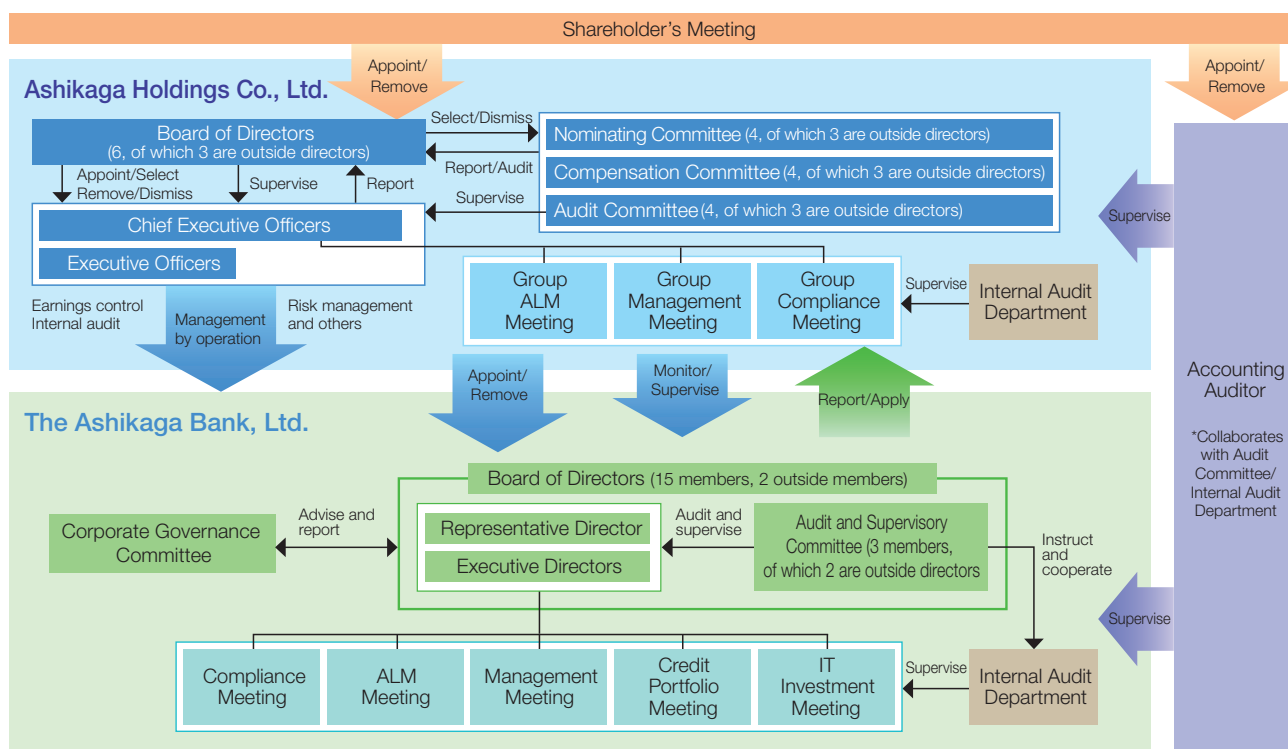 Shareholder's Meeting
Appoint/
Remove
Appoint/
Remove
Ashikaga Holdings Co., Ltd.
Board of Directors
(6, of which 3 are outside directors)
Select/Dismiss
Report/Audit
Nominating Committee (4, of which 3 are outside directors)
Compensation Committee (4, of which 3 are outside directors)
Audit Committee (4, of which 3 are outside directors)
Appoint/Select
Remove/Dismiss
Supervise
Report
Supervise
Supervise
Chief Executive Officers
Executive Officers
Group
ALM
Meeting
Group
Management
Meeting
Group
Compliance
Meeting
Supervise
Internal Audit
Department
Earnings control
Internal audit
Management
by operation
Risk management
and others
Appoint/
Remove
Monitor/
Supervise
Report/Apply
Accounting
Auditor
*Collaborates
with Audit
Committee/
Internal Audit
Department
The Ashikaga Bank, Ltd.
Board of Directors (15 members, 2 outside members)
Corporate Governance
Committee
Advise and
report
Representative Director
Executive Directors
Audit and
supervise
Audit and Supervisory
Committee (3 members,
of which 2 are outside directors
Instruct
and
cooperate
Supervise
Compliance
Meeting
ALM
Meeting
Management
Meeting
Credit
Portfolio
Meeting
IT
Investment
Meeting
Supervise
Internal Audit
Department